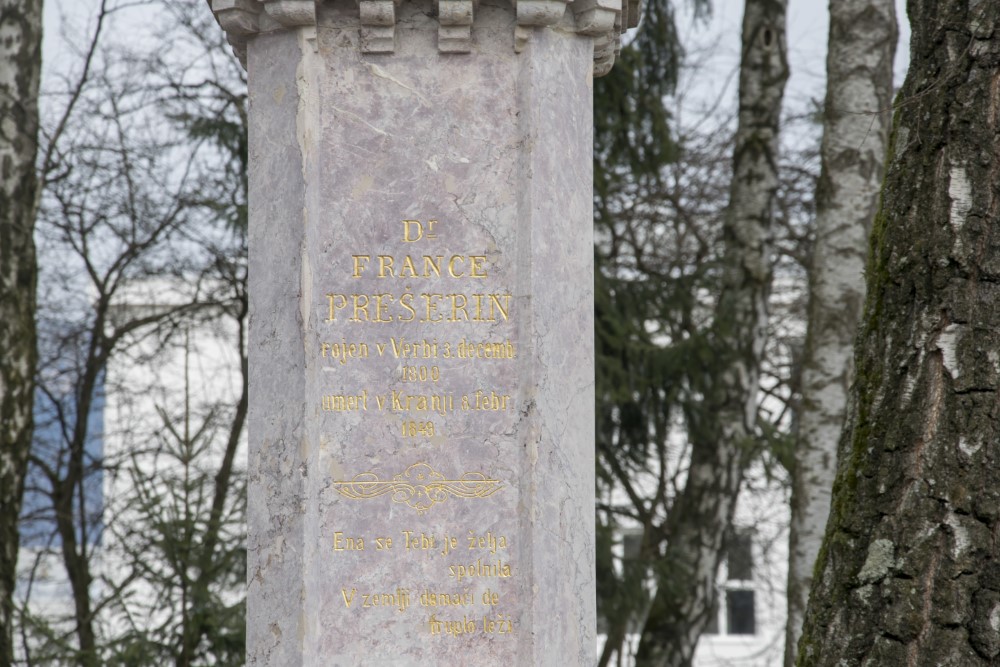 Dr
FRANCE
PREŠERIN
rojen v Verbi 3. decemb.
1800
umert v Kranji 8. febr.
1849.
Ena se Tebi je želja
spolnila
V zemlji domači de
truplo leži